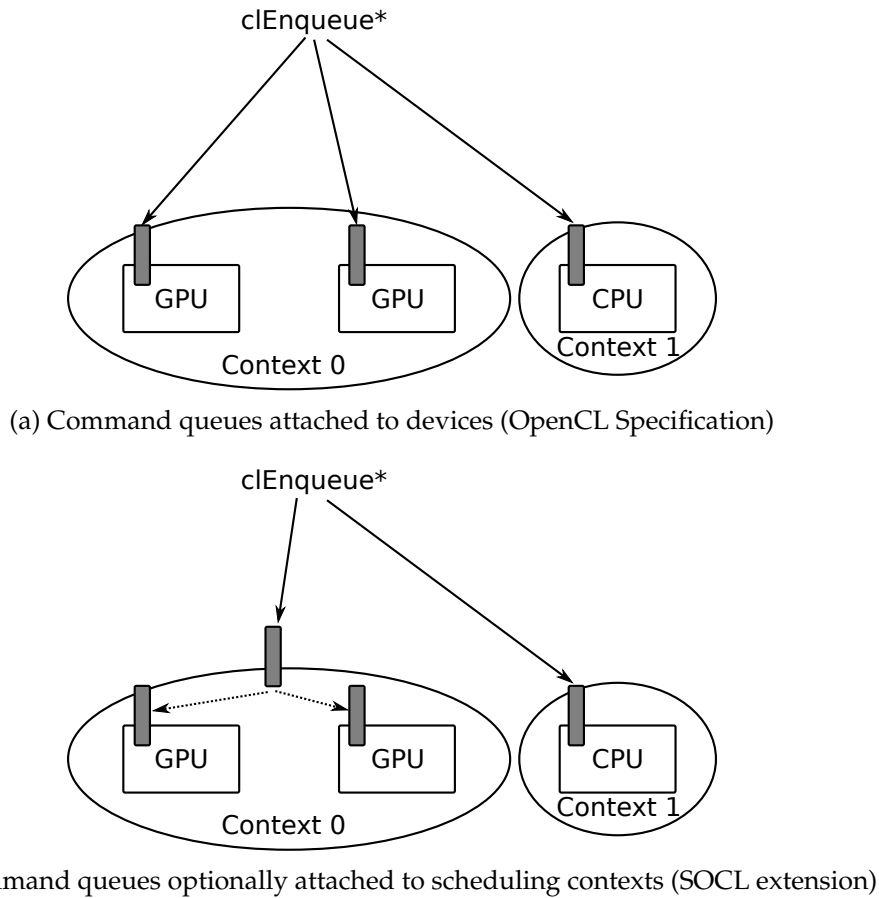 clEnqueue*
GPU GPU CPU
Context 0 Context 1
(a) Command queues attached to devices (OpenCL Specification)
clEnqueue*
GPU GPU CPU
Context 0 Context 1
mand queues optionally attached to scheduling contexts (SOCL extension)